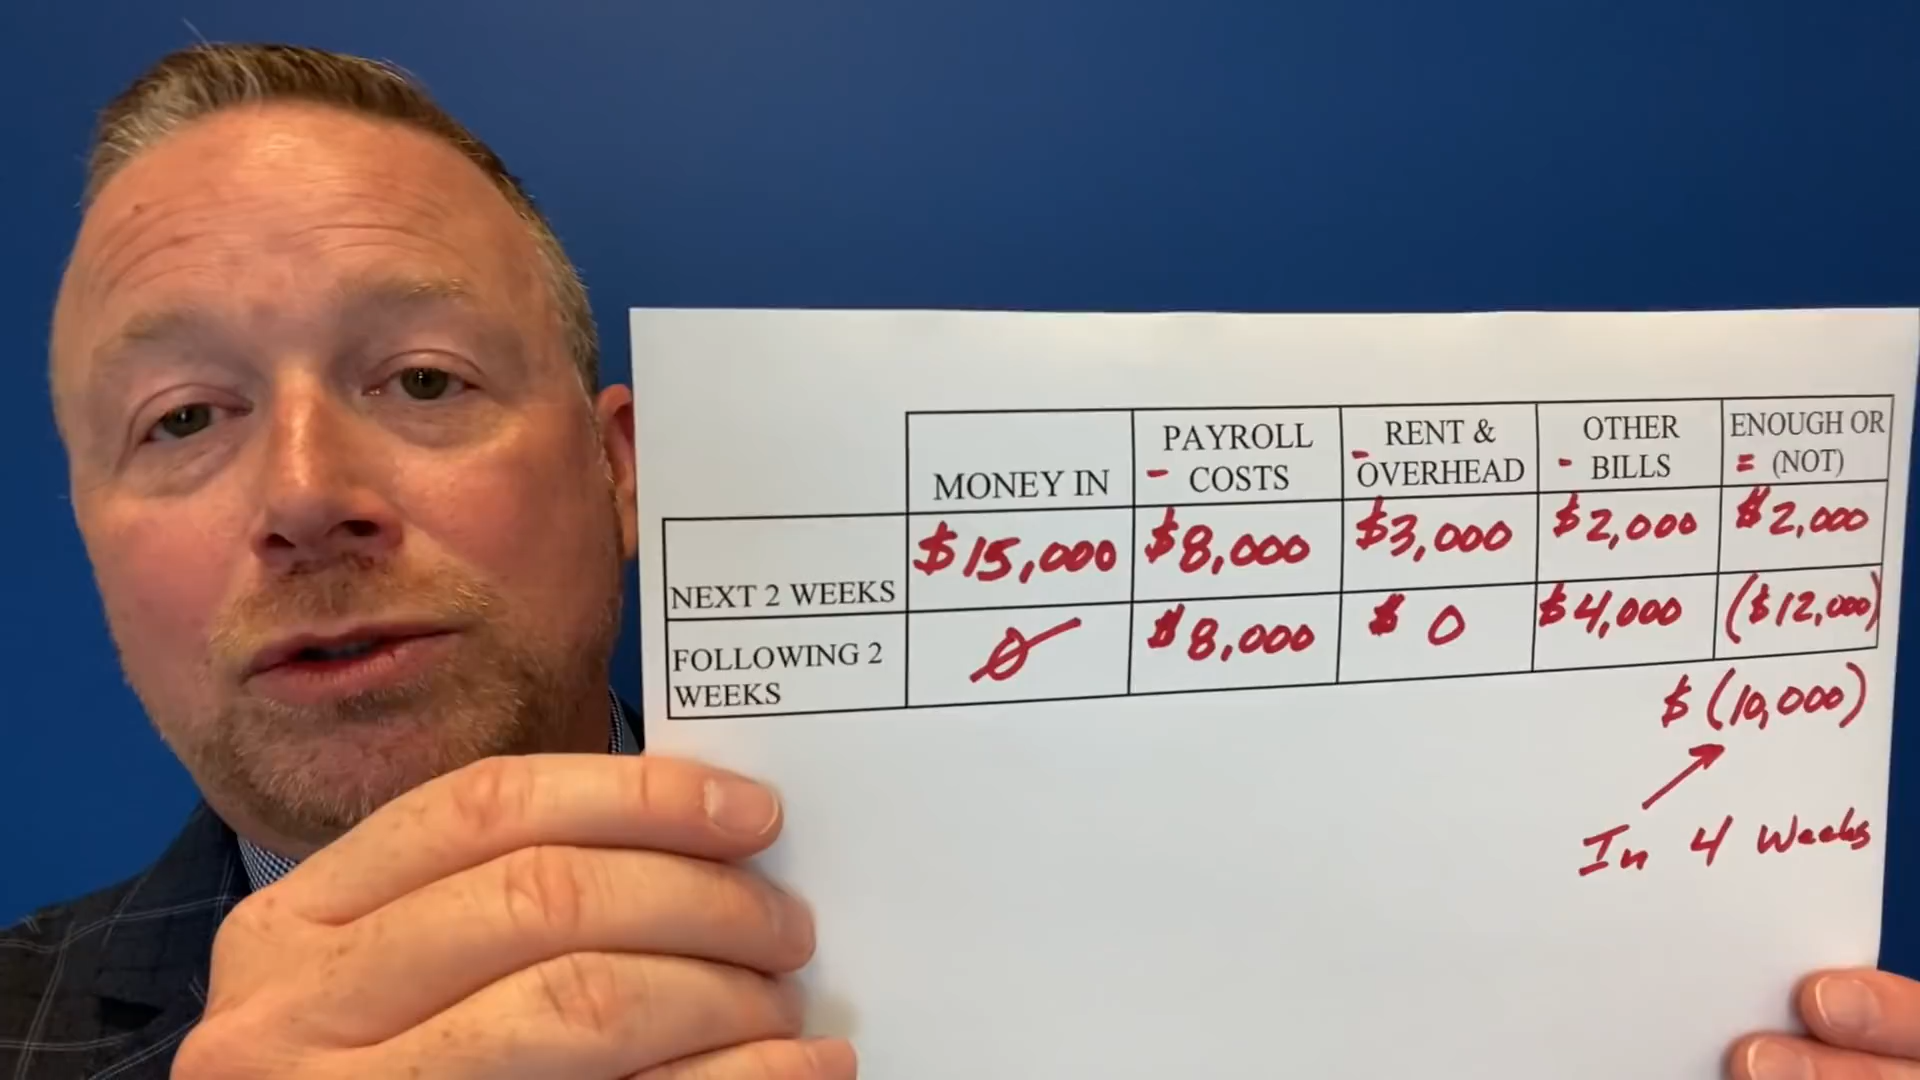 MONEY IN
- PAYROLL COSTS
- RENT & OVERHEAD
- OTHER BILLS
= ENOUGH OR (NOT)
NEXT 2 WEEKS
$15,000
$8,000
$3,000
$2,000
$2,000
FOLLOWING 2 WEEKS
0
$8,000
$ 0
$4,000
($12,000)
$ (10,000)
In 4 Weeks